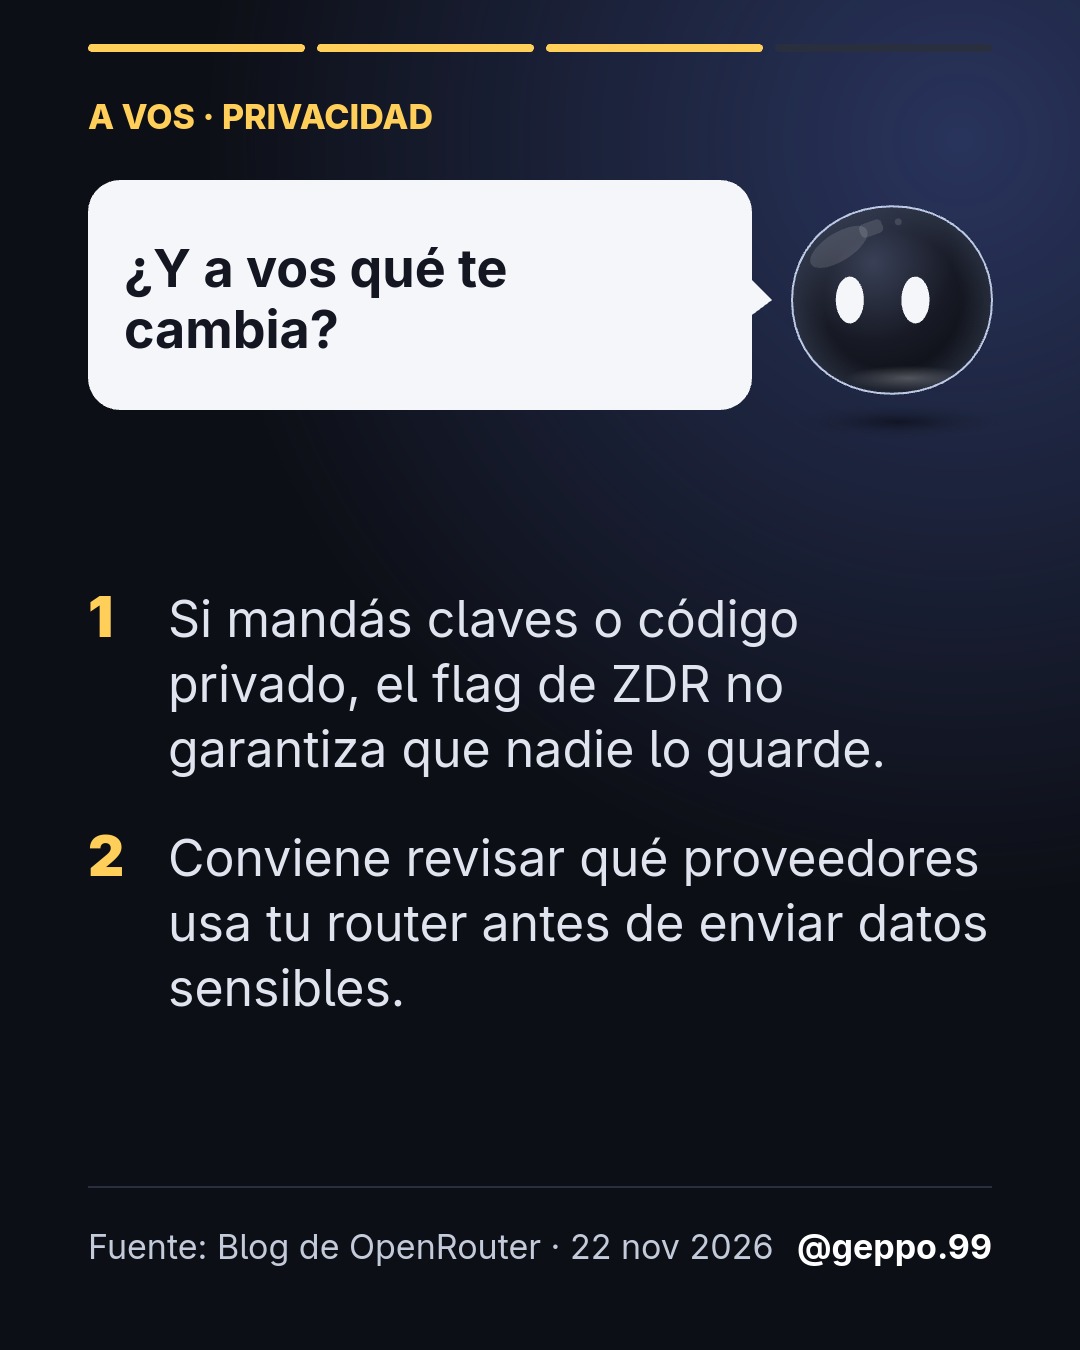 A VOS · PRIVACIDAD
¿Y a vos qué te
cambia?
1 Si mandás claves o código
privado, el flag de ZDR no
garantiza que nadie lo guarde.
2 Conviene revisar qué proveedores
usa tu router antes de enviar datos
sensibles.
Fuente: Blog de OpenRouter · 22 nov 2026 @geppo.99